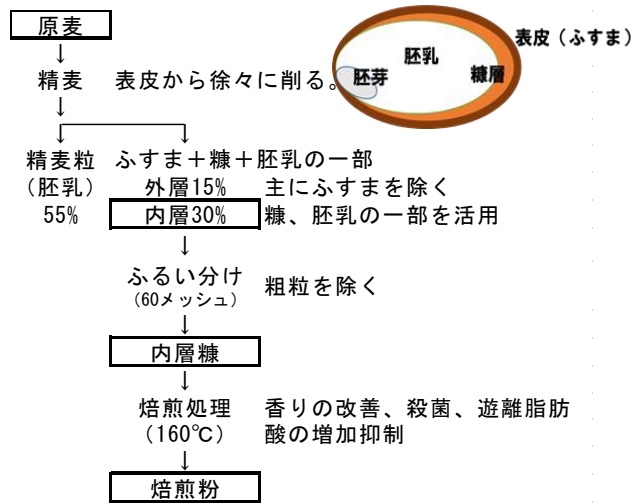 原麦
↓
精麦 表皮から徐々に削る。
胚乳
胚芽
糠層
表皮（ふすま）
↓
↓ ↓
精麦粒 ふすま＋糠＋胚乳の一部
（胚乳） 外層15% 主にふすまを除く
55% 内層30% 糠、胚乳の一部を活用
↓
ふるい分け 粗粒を除く
（60メッシュ）
↓
内層糠
↓
焙煎処理 香りの改善、殺菌、遊離脂肪
（160℃） 酸の増加抑制
↓
焙煎粉